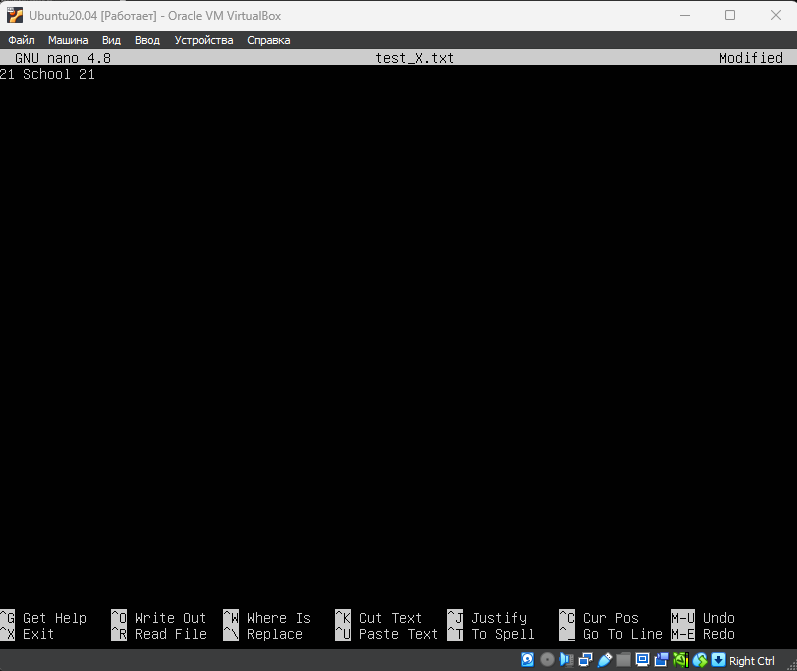 Ubuntu20.04 [Работает] - Oracle VM VirtualBox
Файл Машина Вид Ввод Устройства Справка
GNU nano 4.8 test_X.txt Modified
21 School 21
^G Get Help ^O Write Out ^W Where Is ^K Cut Text ^J Justify ^C Cur Pos M-U Undo
^X Exit ^R Read File ^\ Replace ^U Paste Text ^T To Spell ^_ Go To Line M-E Redo
Right Ctrl